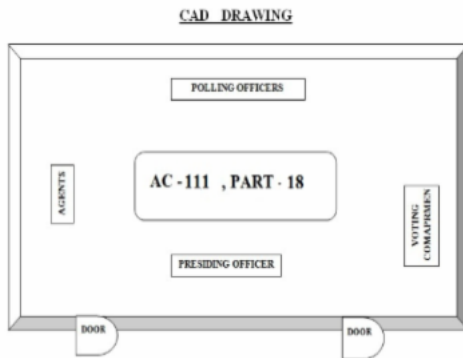 CAD DRAWING
POLLING OFFICERS
AGENTS
AC -111 , PART - 18
VOTING
COMAPRMEN
PRESIDING OFFICER
DOOR
DOOR